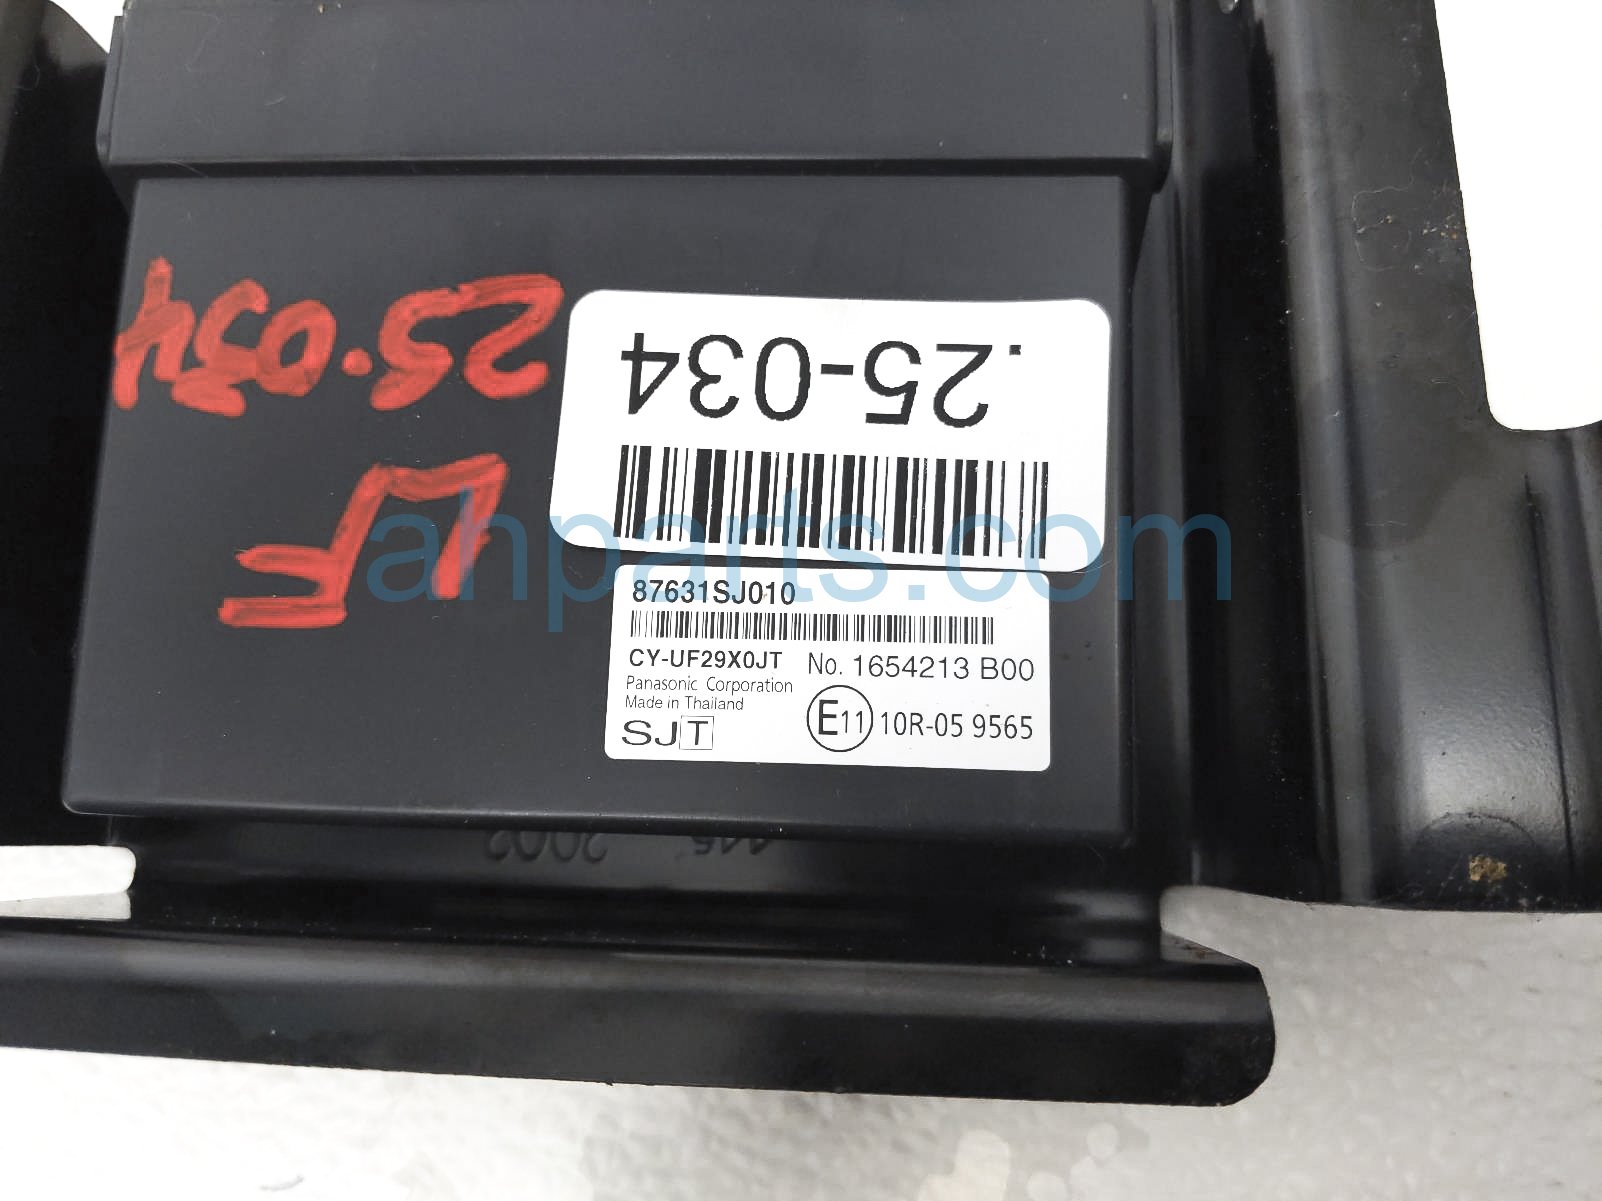 25-034
LF
.25-034
87631SJ010
CY-UF29X0JT No. 1654213 B00
Panasonic Corporation
Made in Thailand
SJT
E11 10R-05 9565
2002
ahparts.com